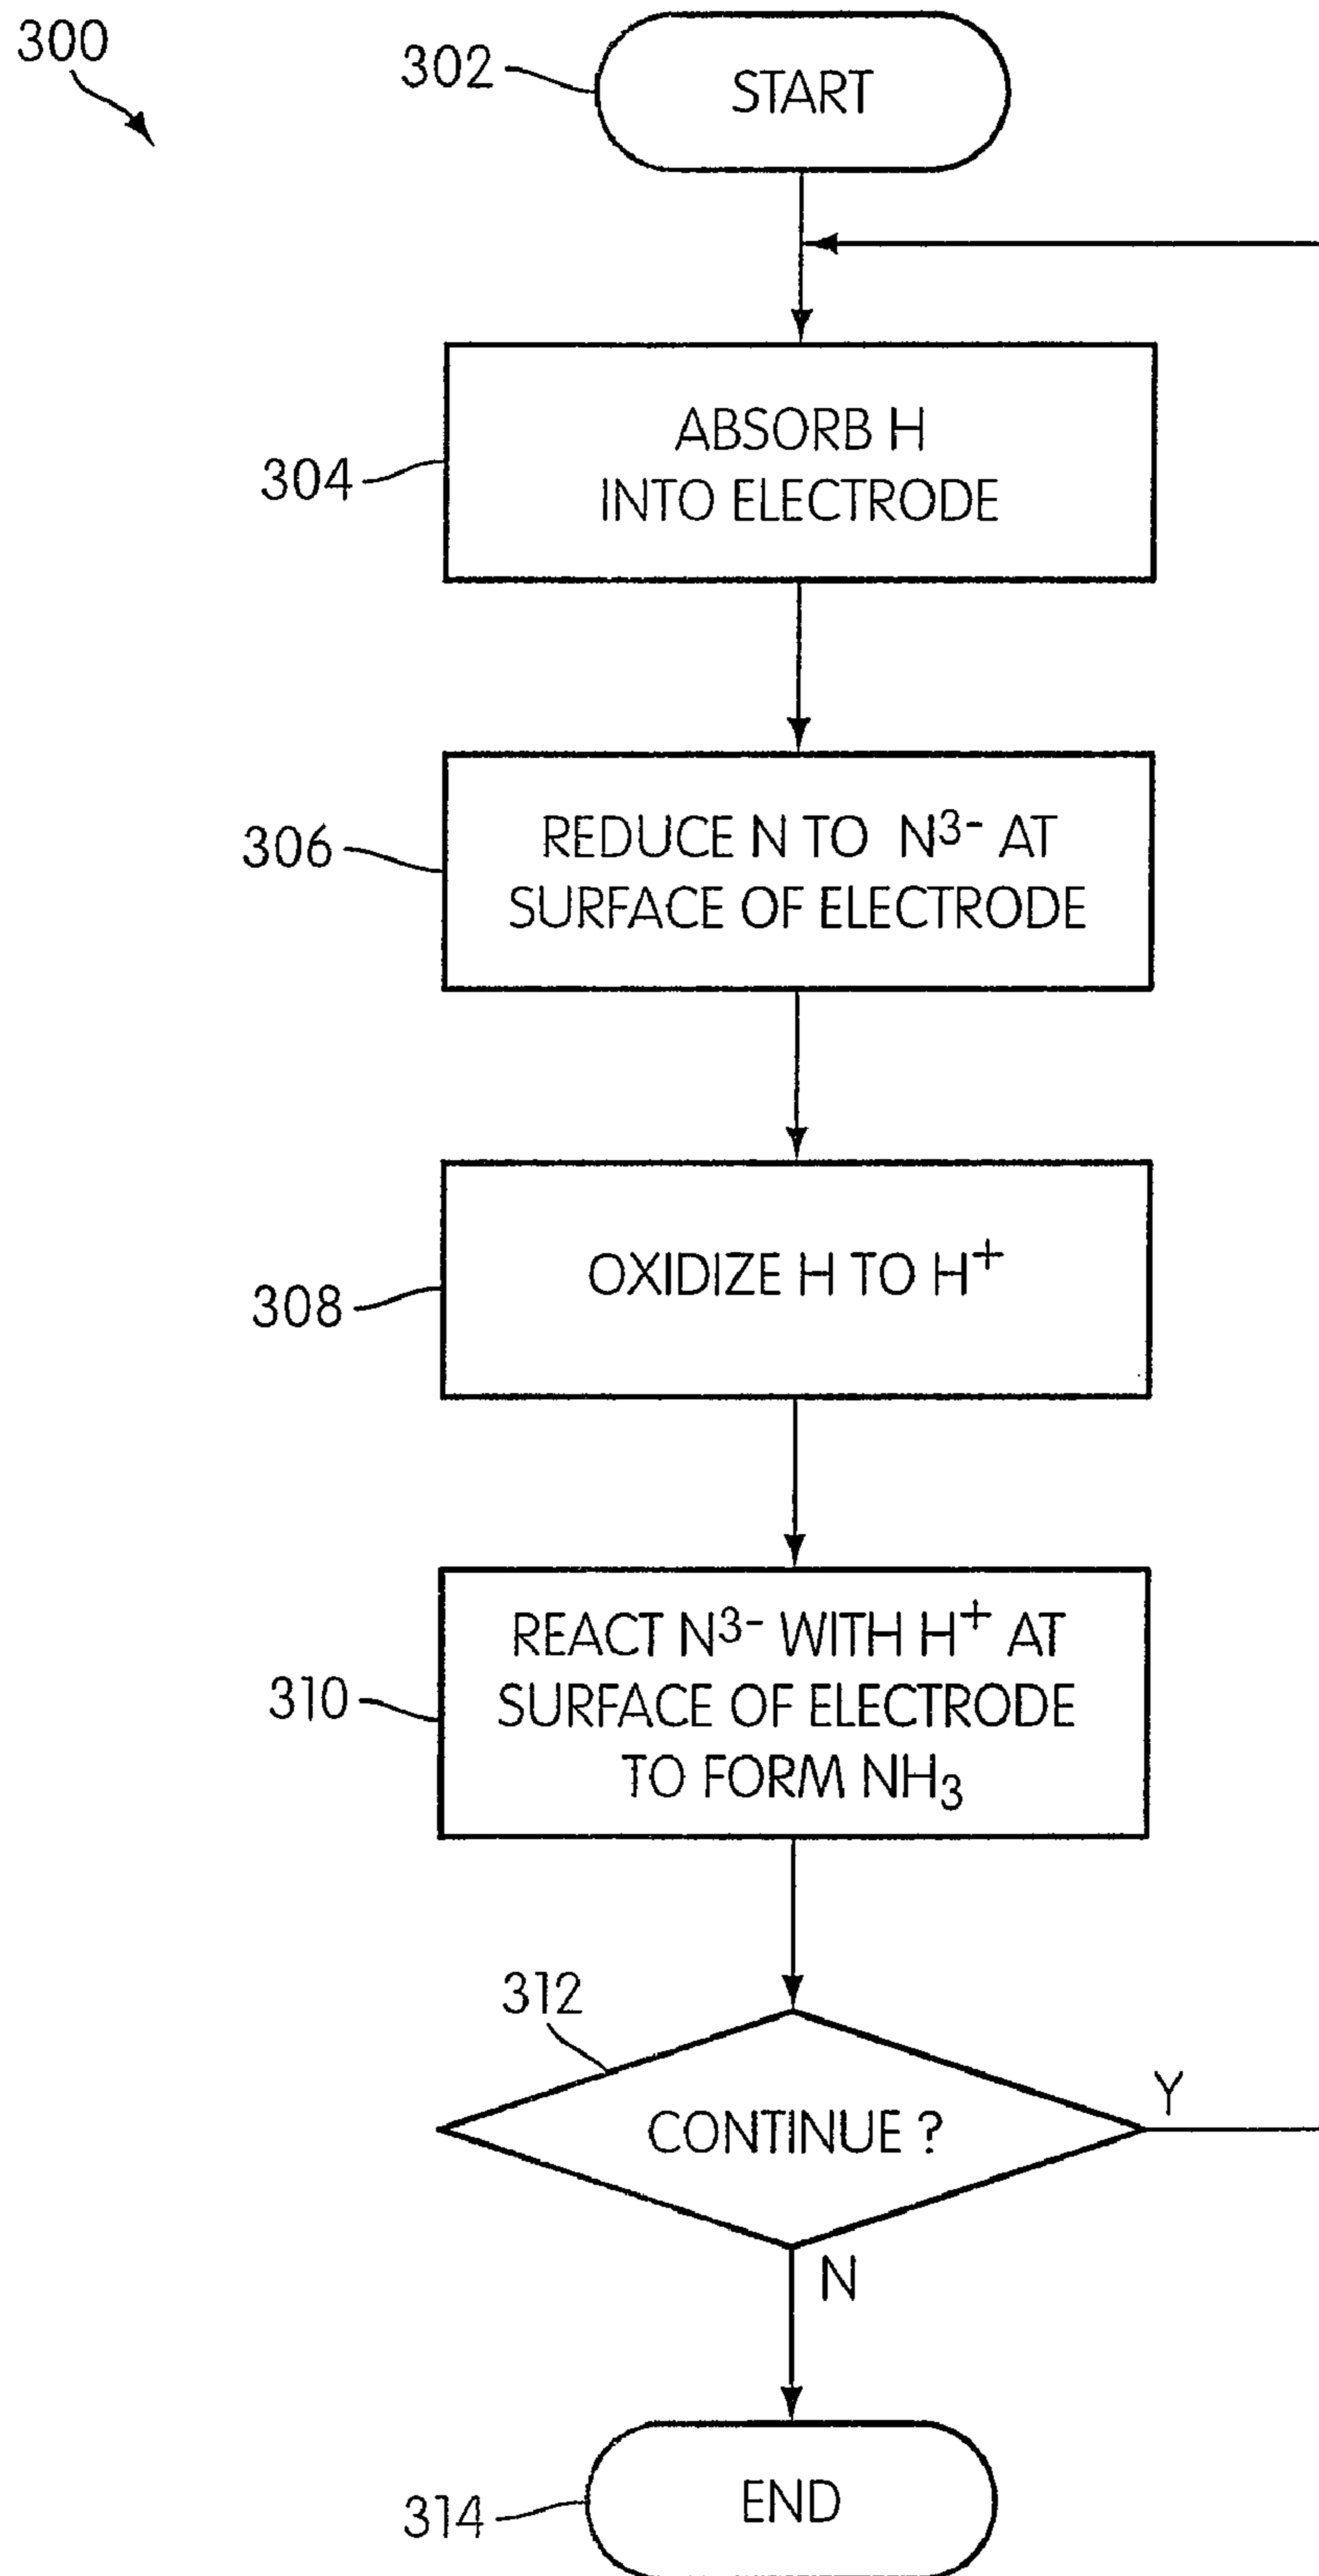 300
302
START
304
ABSORB H
INTO ELECTRODE
306
REDUCE N TO N³⁻ AT
SURFACE OF ELECTRODE
308
OXIDIZE H TO H⁺
310
REACT N³⁻ WITH H⁺ AT
SURFACE OF ELECTRODE
TO FORM NH₃
312
CONTINUE ?
Y
N
314
END